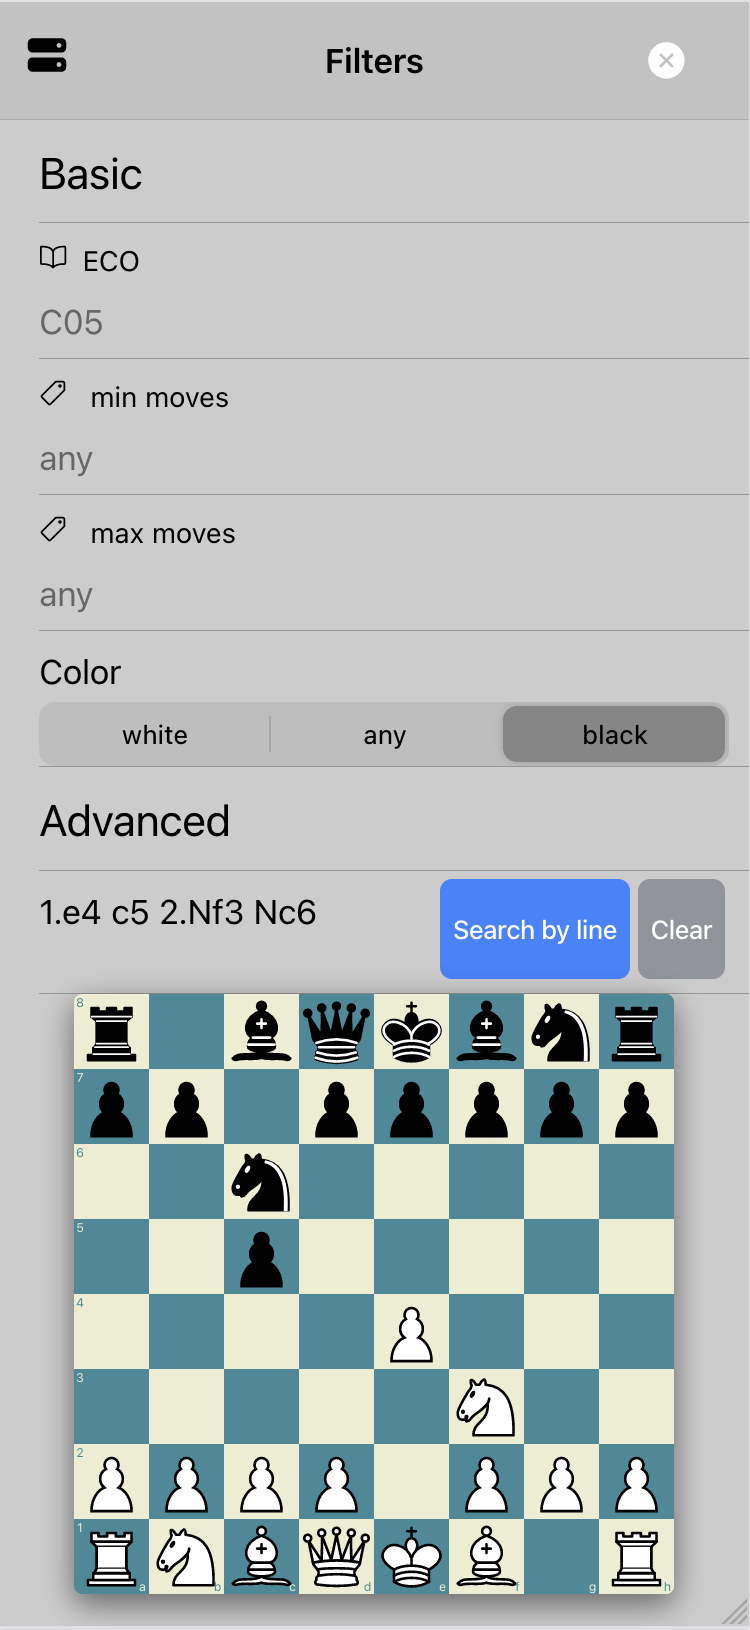 Filters
Basic
ECO
C05
min moves
any
max moves
any
Color
white any black
Advanced
1.e4 c5 2.Nf3 Nc6 Search by line Clear
8
7
6
5
4
3
2
1
a b c d e f g h